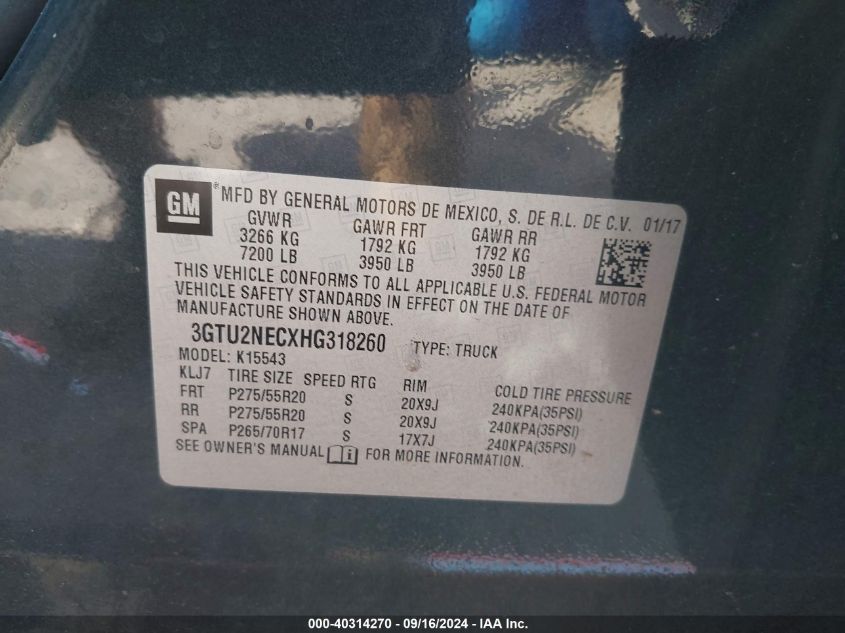 GM ® MFD BY GENERAL MOTORS DE MEXICO, S. DE R.L. DE C.V. 01/17
GVWR GAWR FRT GAWR RR
3266 KG 1792 KG 1792 KG
7200 LB 3950 LB 3950 LB
THIS VEHICLE CONFORMS TO ALL APPLICABLE U.S. FEDERAL MOTOR
VEHICLE SAFETY STANDARDS IN EFFECT ON THE DATE OF
MANUFACTURE SHOWN ABOVE.
3GTU2NECXHG318260 TYPE: TRUCK
MODEL: K15543
KLJ7 TIRE SIZE SPEED RTG RIM COLD TIRE PRESSURE
FRT P275/55R20 S 20X9J 240KPA(35PSI)
RR P275/55R20 S 20X9J 240KPA(35PSI)
SPA P265/70R17 S 17X7J 240KPA(35PSI)
SEE OWNER'S MANUAL i FOR MORE INFORMATION.
000-40314270 - 09/16/2024 - IAA Inc.